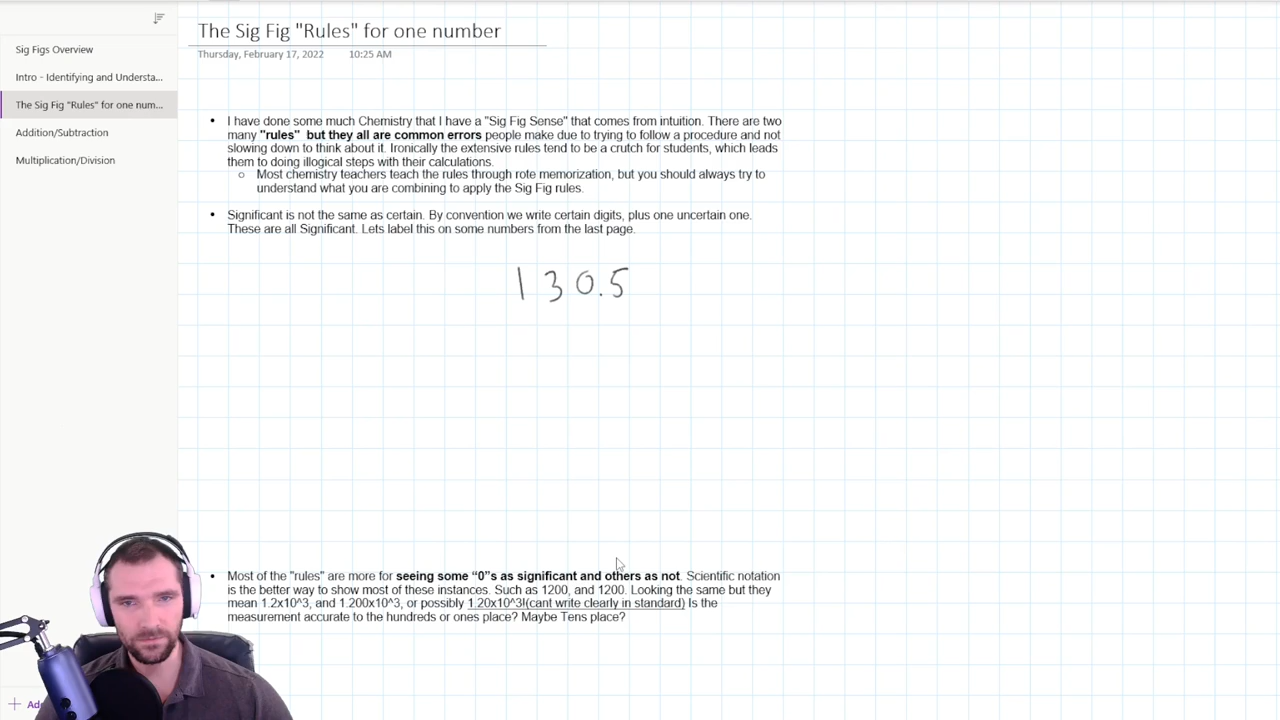 The Sig Fig "Rules" for one number
Thursday, February 17, 2022 10:25 AM
Sig Figs Overview
Intro - Identifying and Understa...
The Sig Fig "Rules" for one num...
Addition/Subtraction
Multiplication/Division
• I have done some much Chemistry that I have a "Sig Fig Sense" that comes from intuition. There are two
many "rules" but they all are common errors people make due to trying to follow a procedure and not
slowing down to think about it. Ironically the extensive rules tend to be a crutch for students, which leads
them to doing illogical steps with their calculations.
○ Most chemistry teachers teach the rules through rote memorization, but you should always try to
understand what you are combining to apply the Sig Fig rules.
• Significant is not the same as certain. By convention we write certain digits, plus one uncertain one.
These are all Significant. Lets label this on some numbers from the last page.
130.5
• Most of the "rules" are more for seeing some “0”s as significant and others as not. Scientific notation
is the better way to show most of these instances. Such as 1200, and 1200. Looking the same but they
mean 1.2x10^3, and 1.200x10^3, or possibly 1.20x10^3!(cant write clearly in standard) Is the
measurement accurate to the hundreds or ones place? Maybe Tens place?